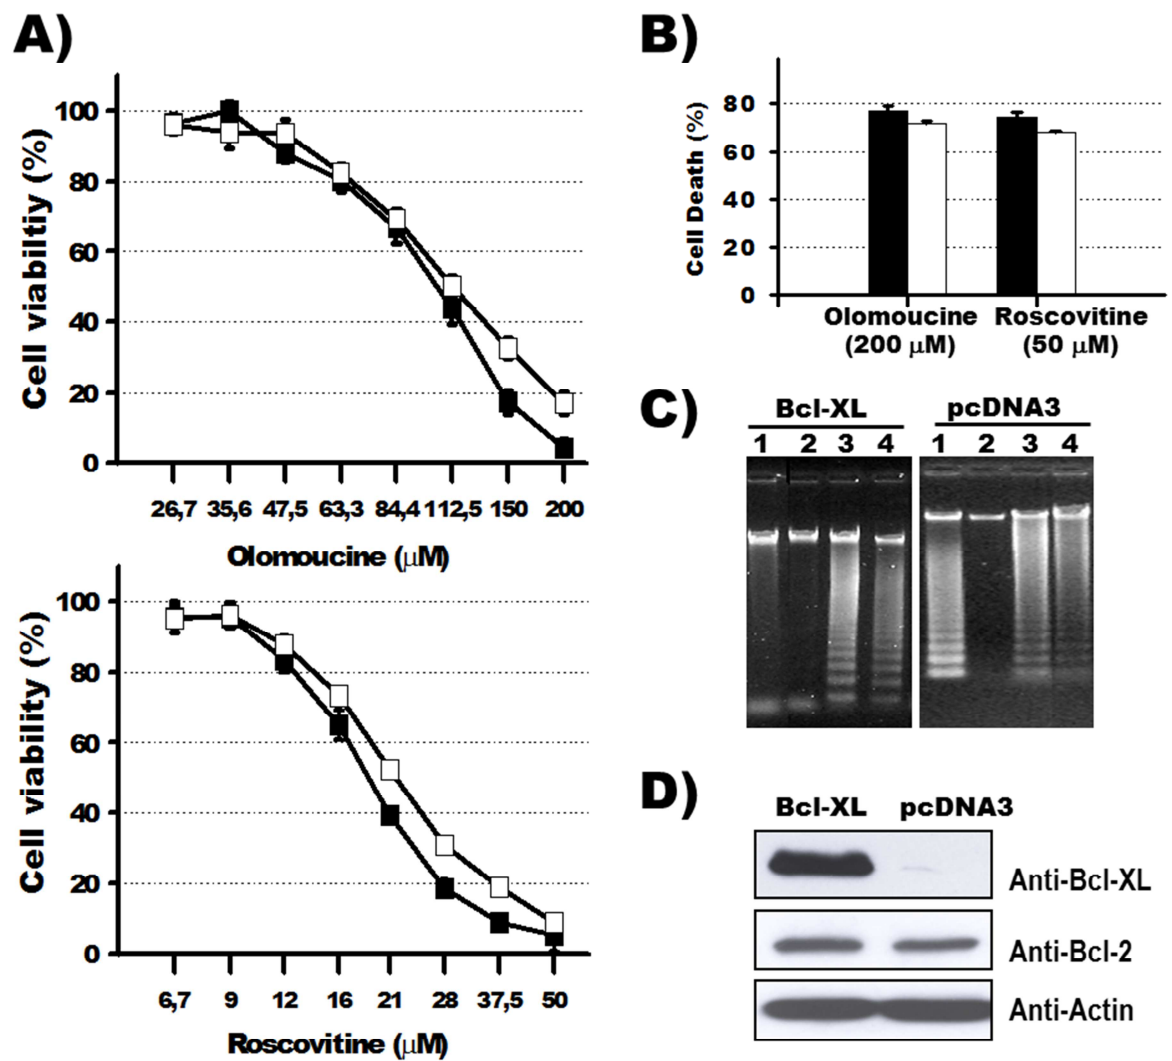 A)
Cell viabiltiy (%)
100
80
60
40
20
0
26,7 35,6 47,5 63,3 84,4 112,5 150 200
Olomoucine (μM)
Cell viability (%)
100
80
60
40
20
0
6,7 9 12 16 21 28 37,5 50
Roscovitine (μM)
B)
Cell Death (%)
80
60
40
20
0
Olomoucine Roscovitine
(200 μM) (50 μM)
C)
Bcl-XL pcDNA3
1 2 3 4 1 2 3 4
D)
Bcl-XL pcDNA3
Anti-Bcl-XL
Anti-Bcl-2
Anti-Actin